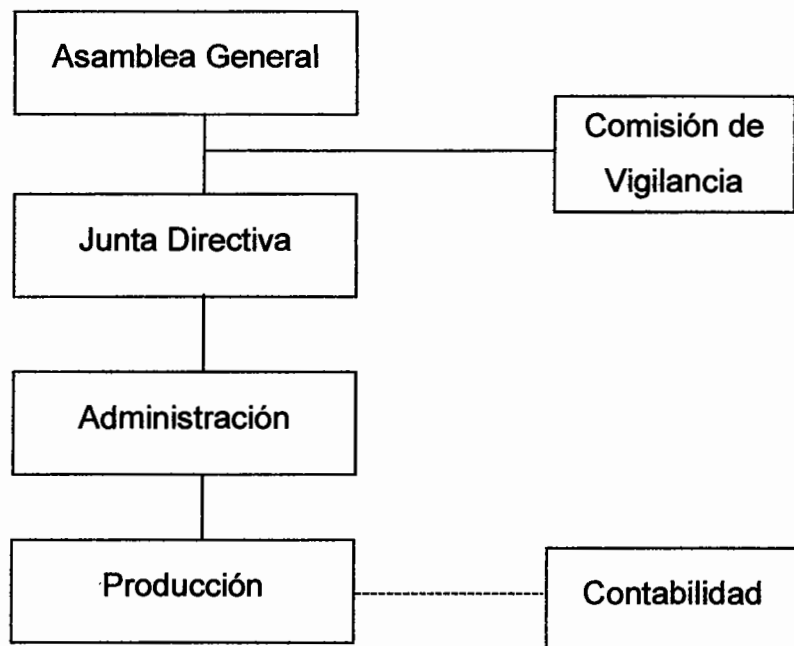 Asamblea General
Comisión de
Vigilancia
Junta Directiva
Administración
Producción
Contabilidad